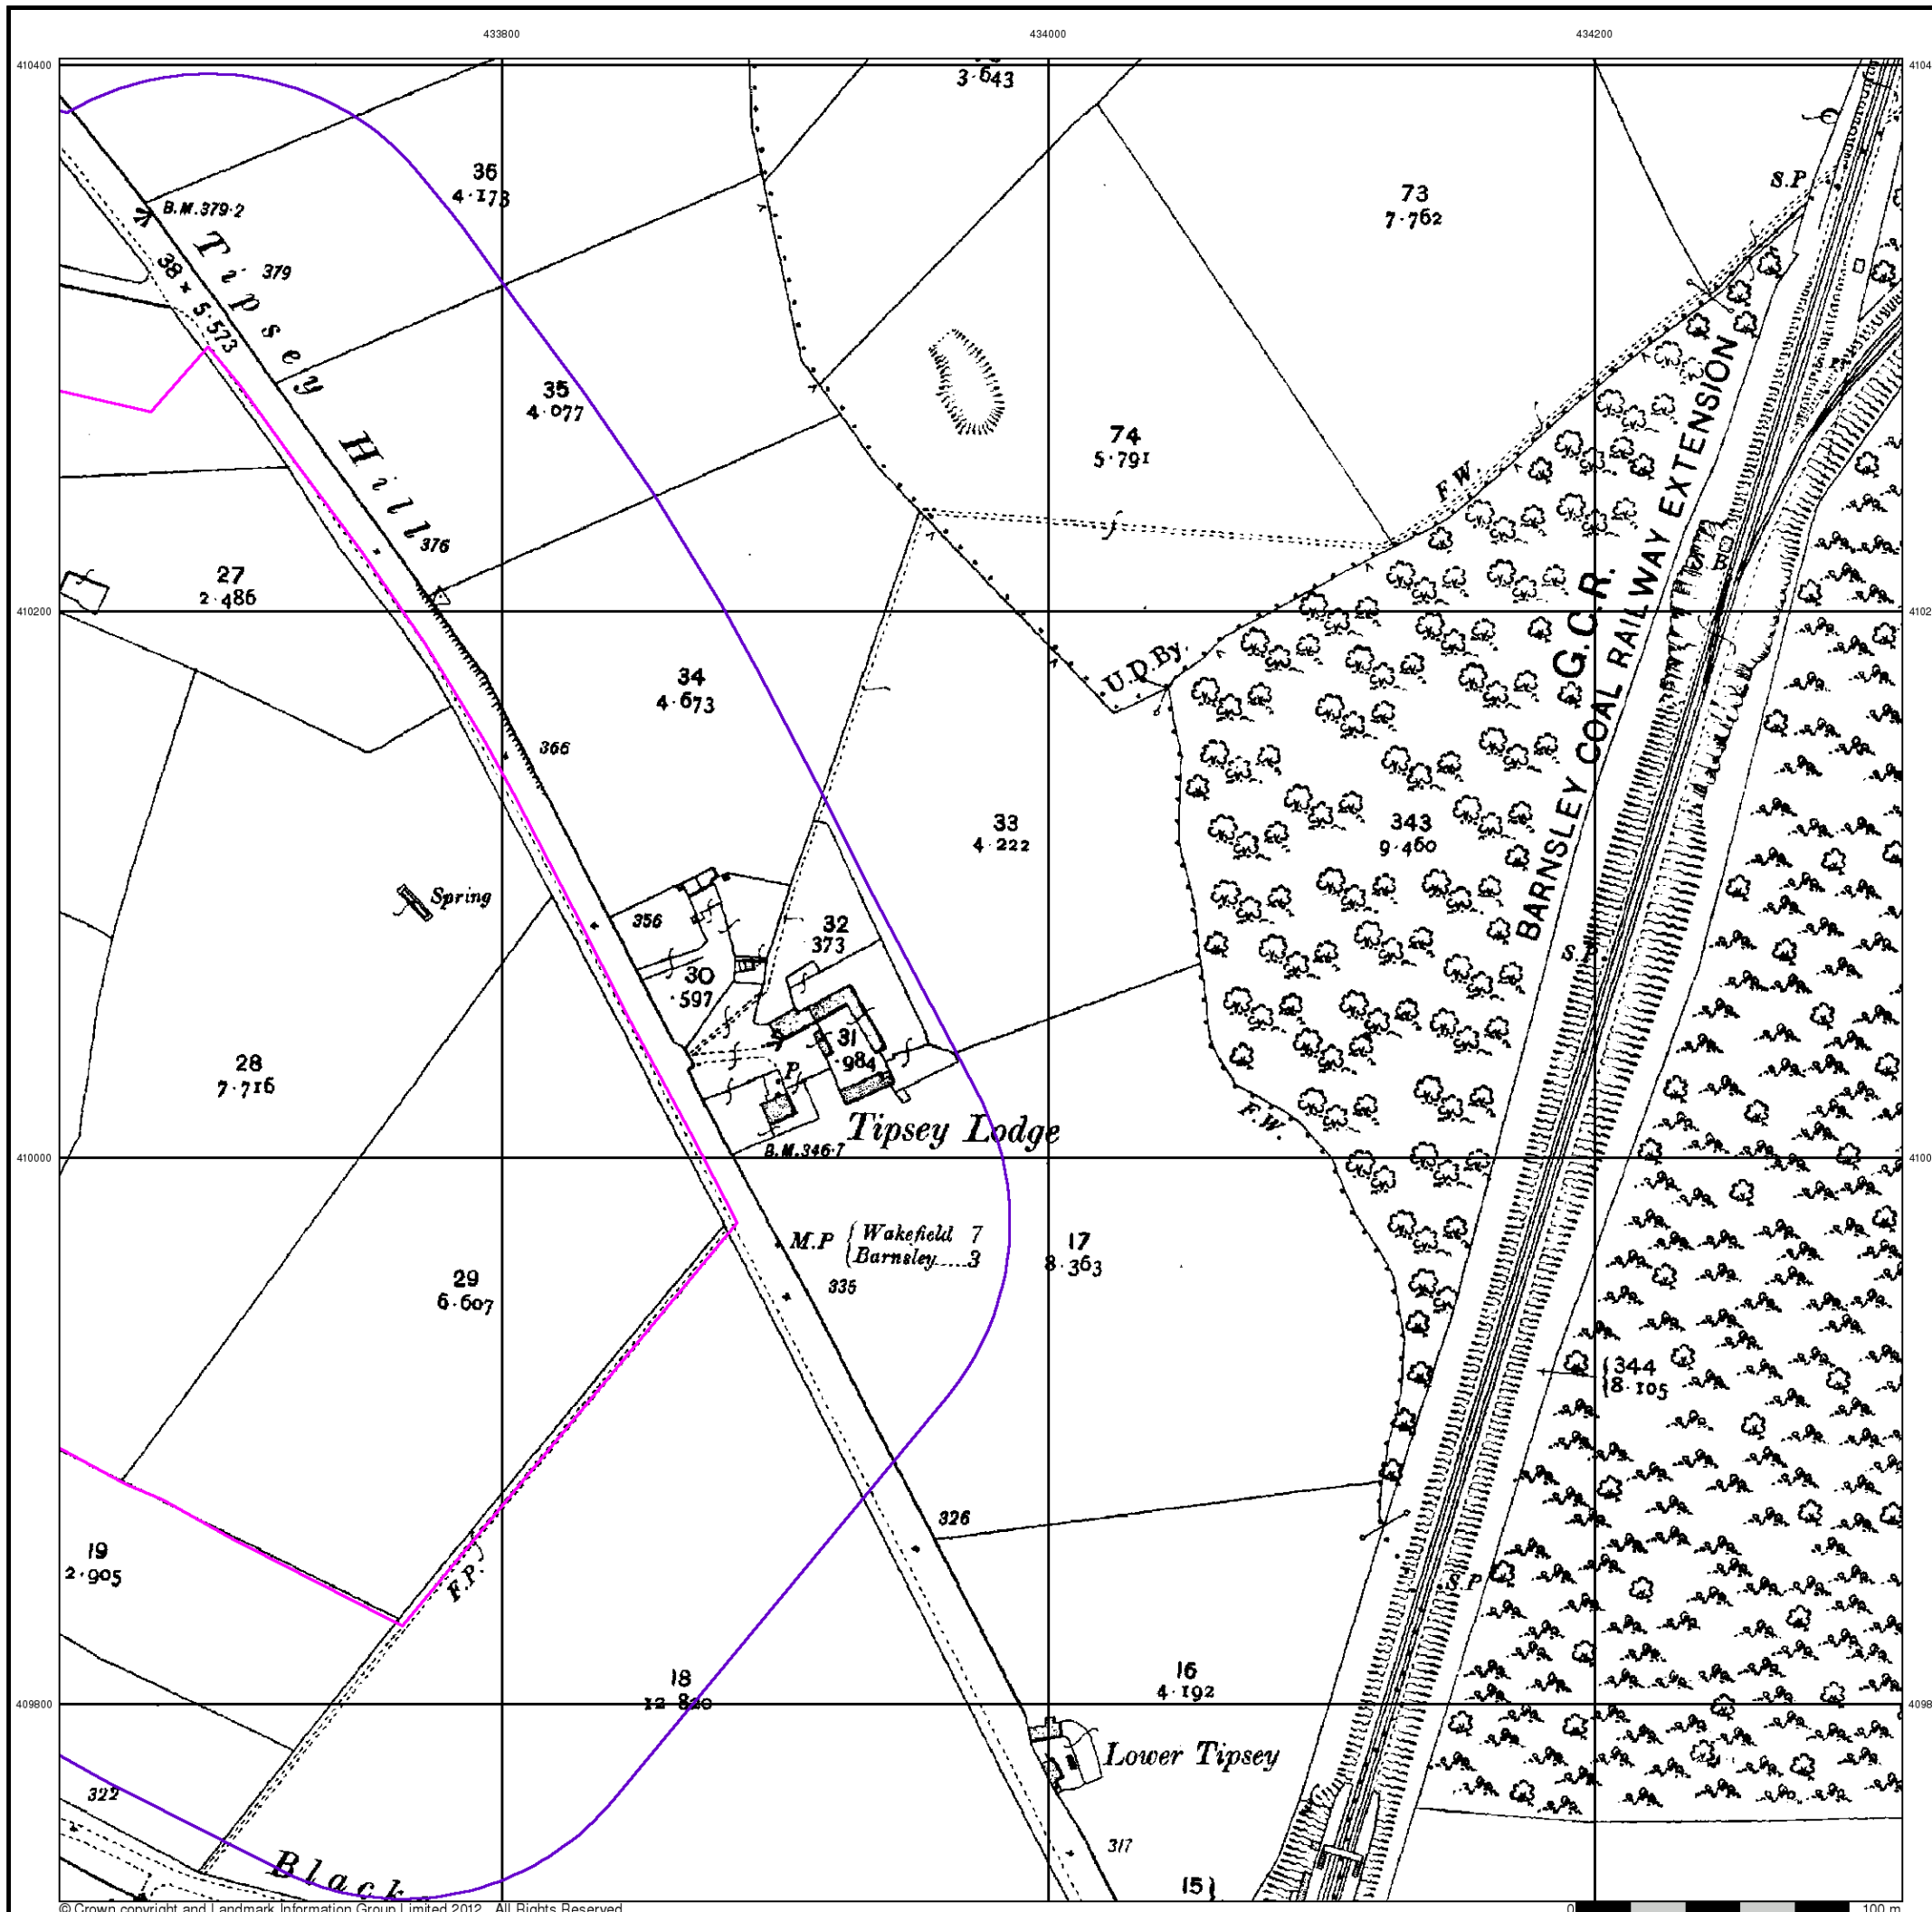 433800
434000
434200
410400
3·643
36
4·173
73
7·762
S.P
B.M.379·2
Tipsey Hill
379
38
5·573
35
4·077
74
5·791
F.W.
376
27
2·486
410200
U.D.By.
G.C.R.
BARNSLEY COAL RAILWAY EXTENSION
34
4·673
366
33
4·222
343
9·460
Spring
356
32
373
30
·597
31
·984
P
28
7·716
Tipsey Lodge
F.W.
B.M.346·7
410000
M.P { Wakefield 7
Barnsley 3
17
8·363
335
29
6·607
344
18·105
326
19
2·905
F.P.
S.P
18
12·820
16
4·192
409800
Lower Tipsey
322
317
Black
15
© Crown copyright and Landmark Information Group Limited 2012. All Rights Reserved.
0
100 m